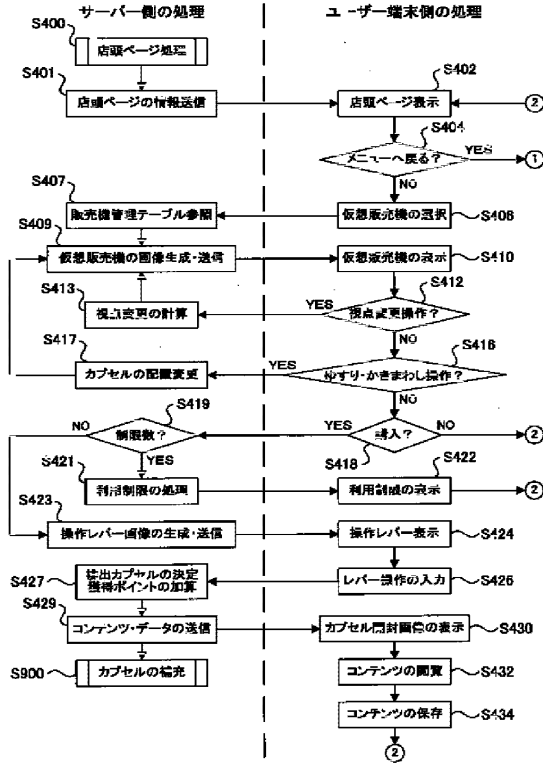 サーバー側の処理
ユーザー端末側の処理
S400
店頭ページ処理
S401
店頭ページの情報送信
S402
店頭ページ表示
②
S404
メニューへ戻る?
YES
①
NO
S407
販売機管理テーブル参照
仮想販売機の選択
S406
S409
仮想販売機の画像生成・送信
仮想販売機の表示
S410
S413
視点変更の計算
YES
視点変更操作?
S412
NO
S417
カプセルの配置変更
YES
ゆすり・かきまわし操作?
S416
NO
S419
NO
制限数?
YES
購入?
NO
②
YES
S418
S421
利用制限の処理
S422
利用制限の表示
②
S423
操作レバー画像の生成・送信
操作レバー表示
S424
S427
排出カプセルの決定
獲得ポイントの加算
レバー操作の入力
S426
S429
コンテンツ・データの送信
カプセル開封画像の表示
S430
S900
カプセルの補充
コンテンツの閲覧
S432
コンテンツの保存
S434
②